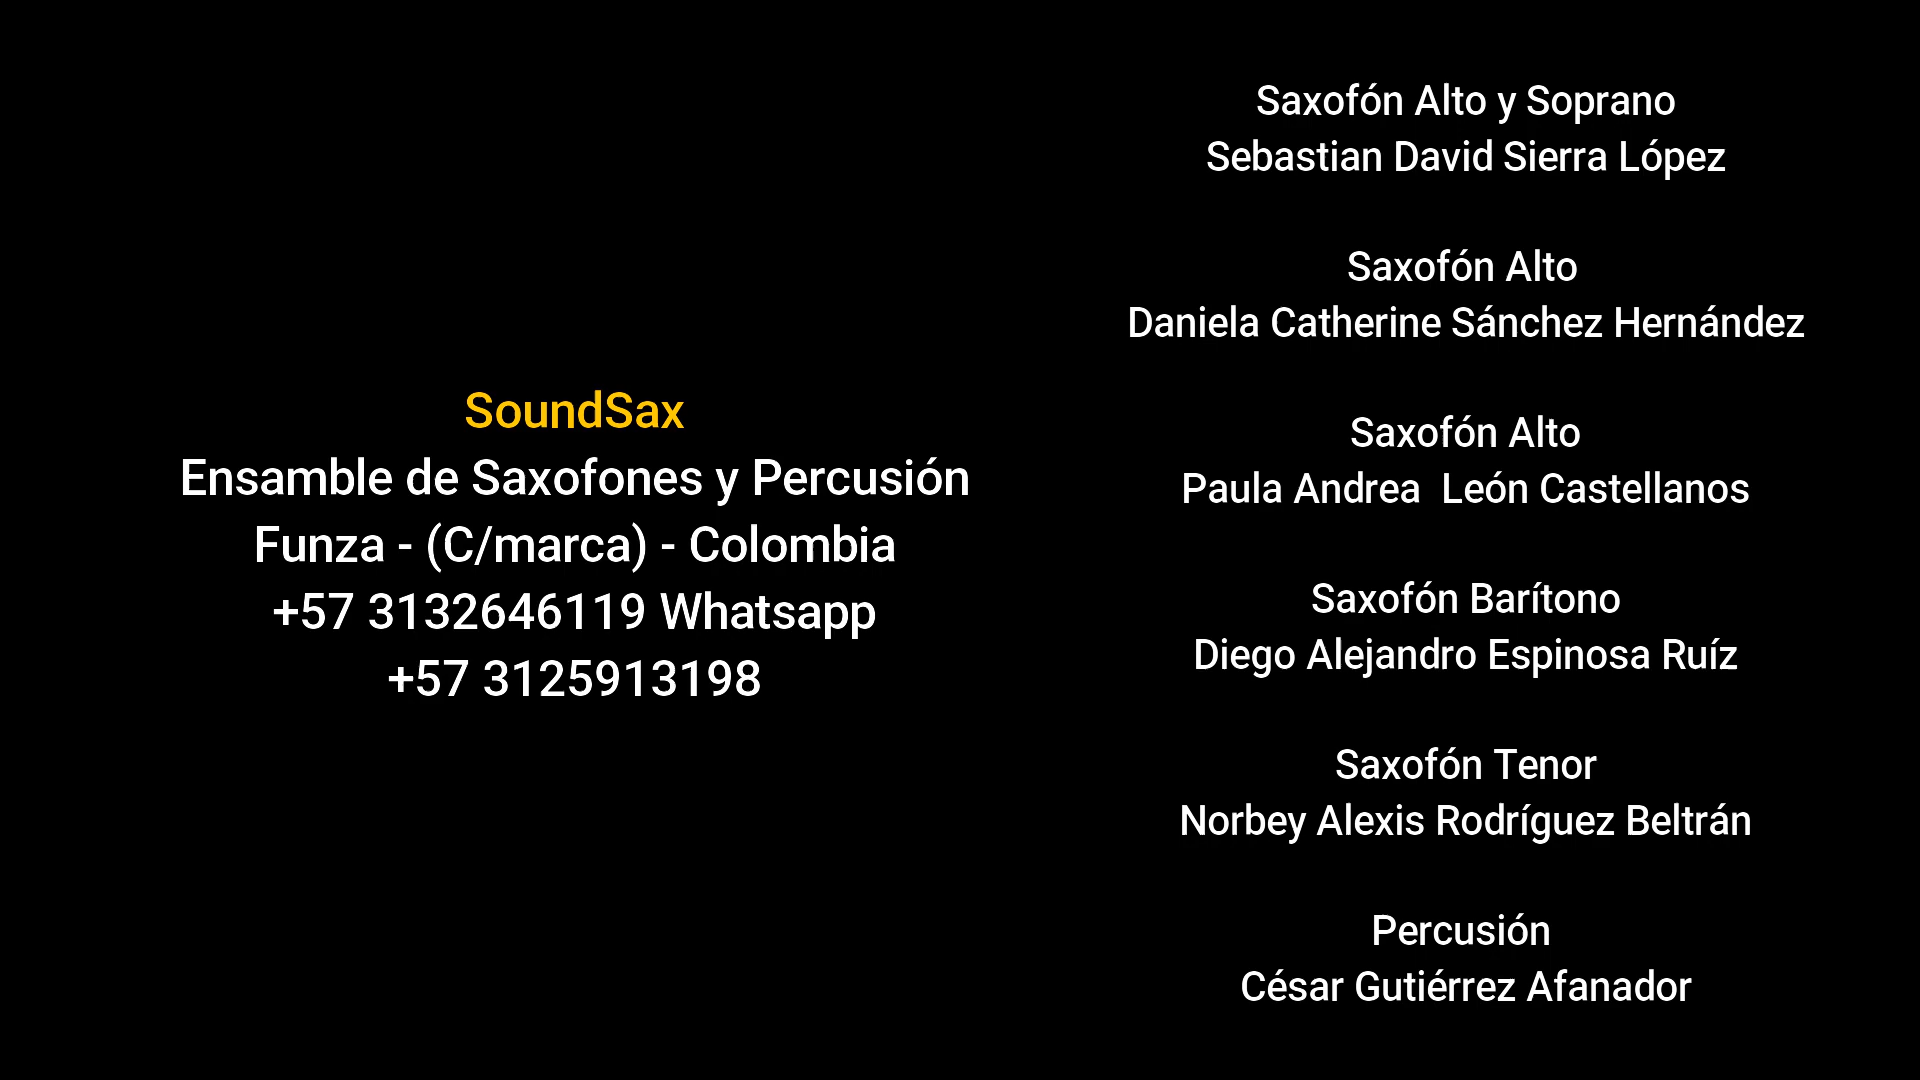 SoundSax
Ensamble de Saxofones y Percusión
Funza - (C/marca) - Colombia
+57 3132646119 Whatsapp
+57 3125913198
Saxofón Alto y Soprano
Sebastian David Sierra López
Saxofón Alto
Daniela Catherine Sánchez Hernández
Saxofón Alto
Paula Andrea  León Castellanos
Saxofón Barítono
Diego Alejandro Espinosa Ruíz
Saxofón Tenor
Norbey Alexis Rodríguez Beltrán
Percusión
César Gutiérrez Afanador